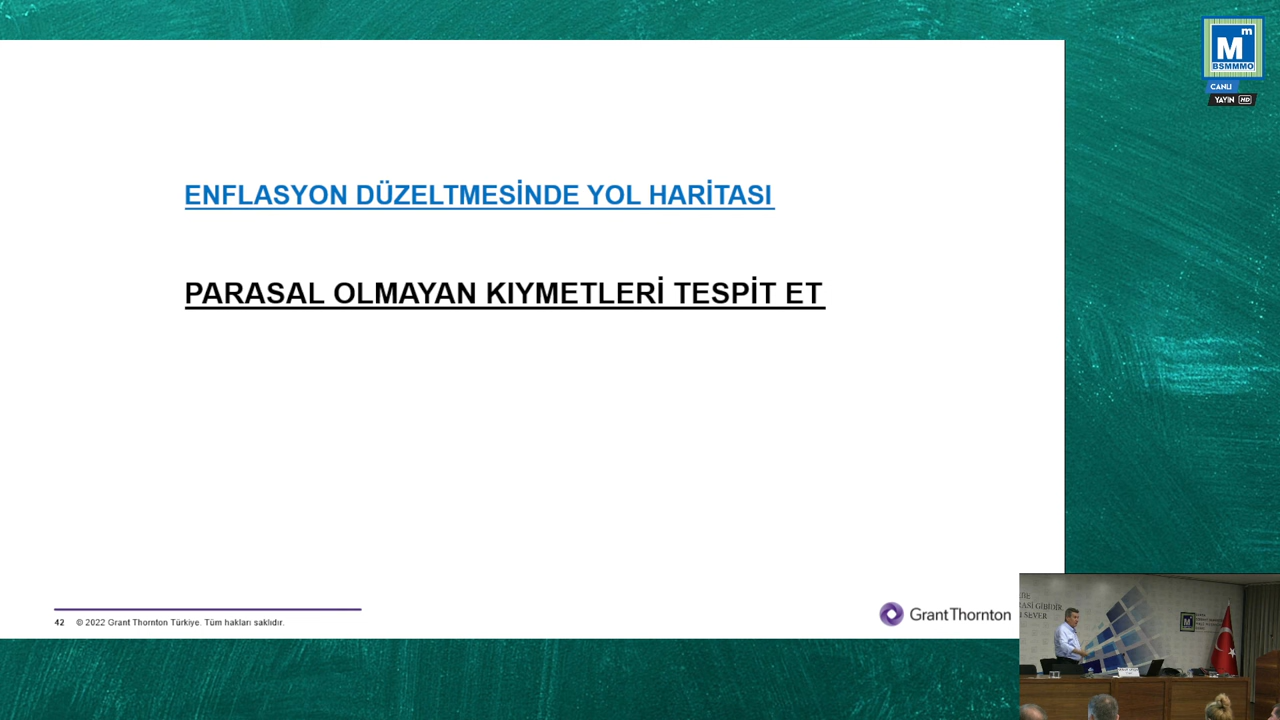 m
M
BSMMMO
CANLI
YAYIN HD
ENFLASYON DÜZELTMESİNDE YOL HARİTASI
PARASAL OLMAYAN KIYMETLERİ TESPİT ET
42 © 2022 Grant Thornton Türkiye. Tüm hakları saklıdır.
Grant Thornton
SEVER